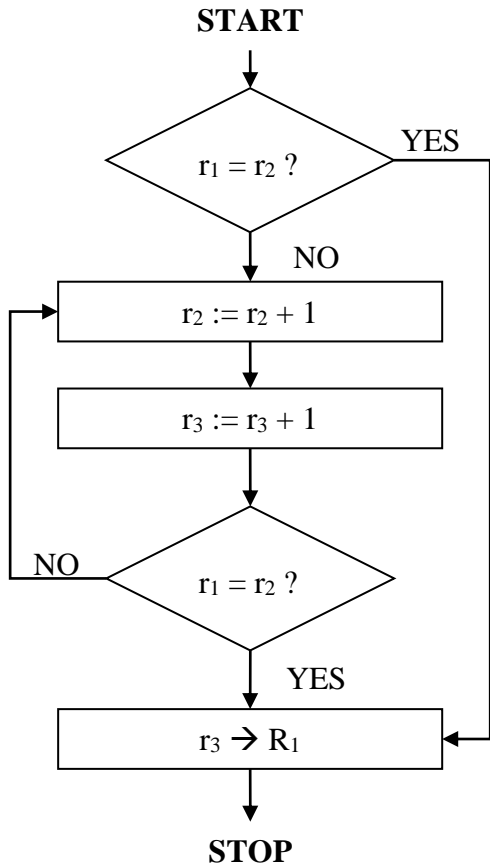 START
r₁ = r₂ ?
YES
NO
r₂ := r₂ + 1
r₃ := r₃ + 1
NO
r₁ = r₂ ?
YES
r₃ → R₁
STOP